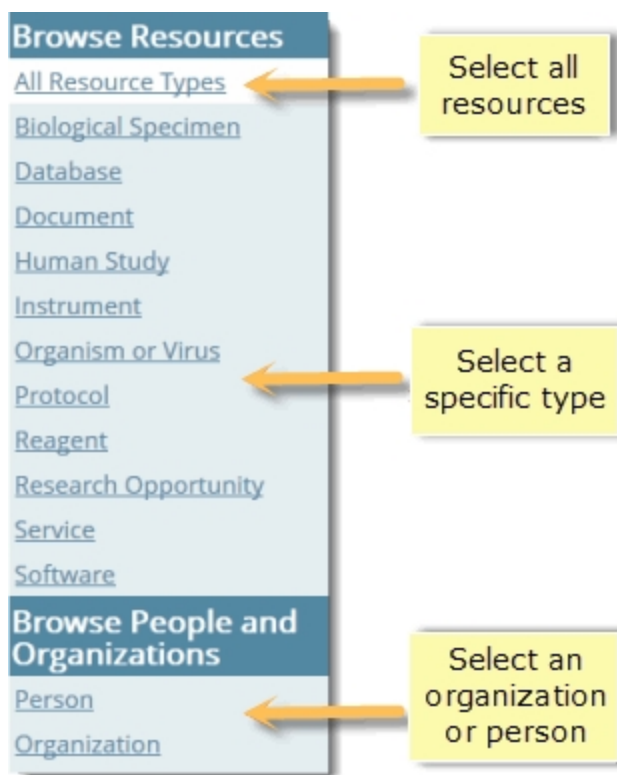 Browse Resources
All Resource Types
Biological Specimen
Database
Document
Human Study
Instrument
Organism or Virus
Protocol
Reagent
Research Opportunity
Service
Software
Browse People and
Organizations
Person
Organization
Select all
resources
Select a
specific type
Select an
organization
or person